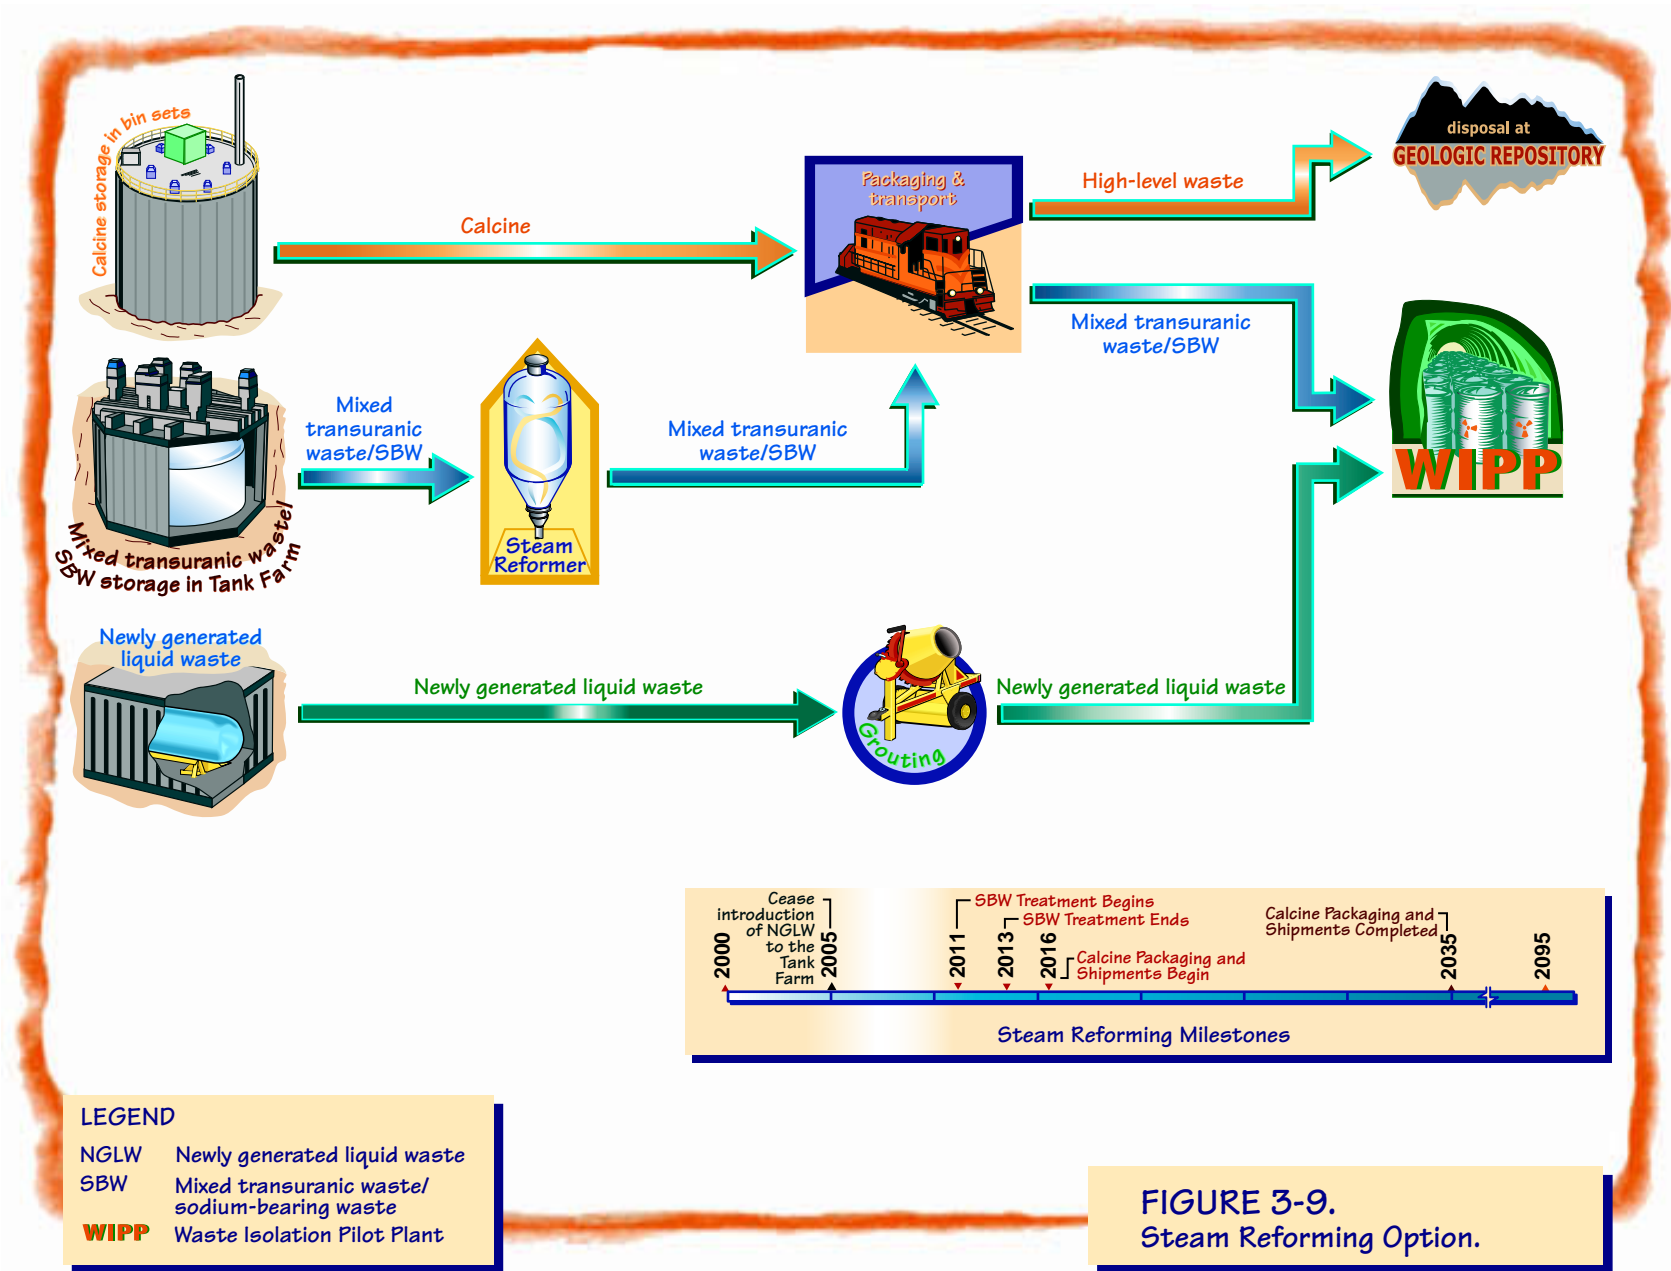 Calcine storage in bin sets
Calcine
Packaging &
transport
High-level waste
disposal at
GEOLOGIC REPOSITORY
Mixed transuranic
waste/SBW
Mixed transuranic waste/
SBW storage in Tank Farm
Mixed
transuranic
waste/SBW
Steam
Reformer
Mixed transuranic
waste/SBW
WIPP
Newly generated
liquid waste
Newly generated liquid waste
Grouting
Newly generated liquid waste
2000
Cease
introduction
of NGLW
to the
Tank
Farm
2005
2011
SBW Treatment Begins
2013
SBW Treatment Ends
2016
Calcine Packaging and
Shipments Begin
Calcine Packaging and
Shipments Completed
2035
2095
Steam Reforming Milestones
LEGEND
NGLW Newly generated liquid waste
SBW Mixed transuranic waste/
sodium-bearing waste
WIPP Waste Isolation Pilot Plant
FIGURE 3-9.
Steam Reforming Option.